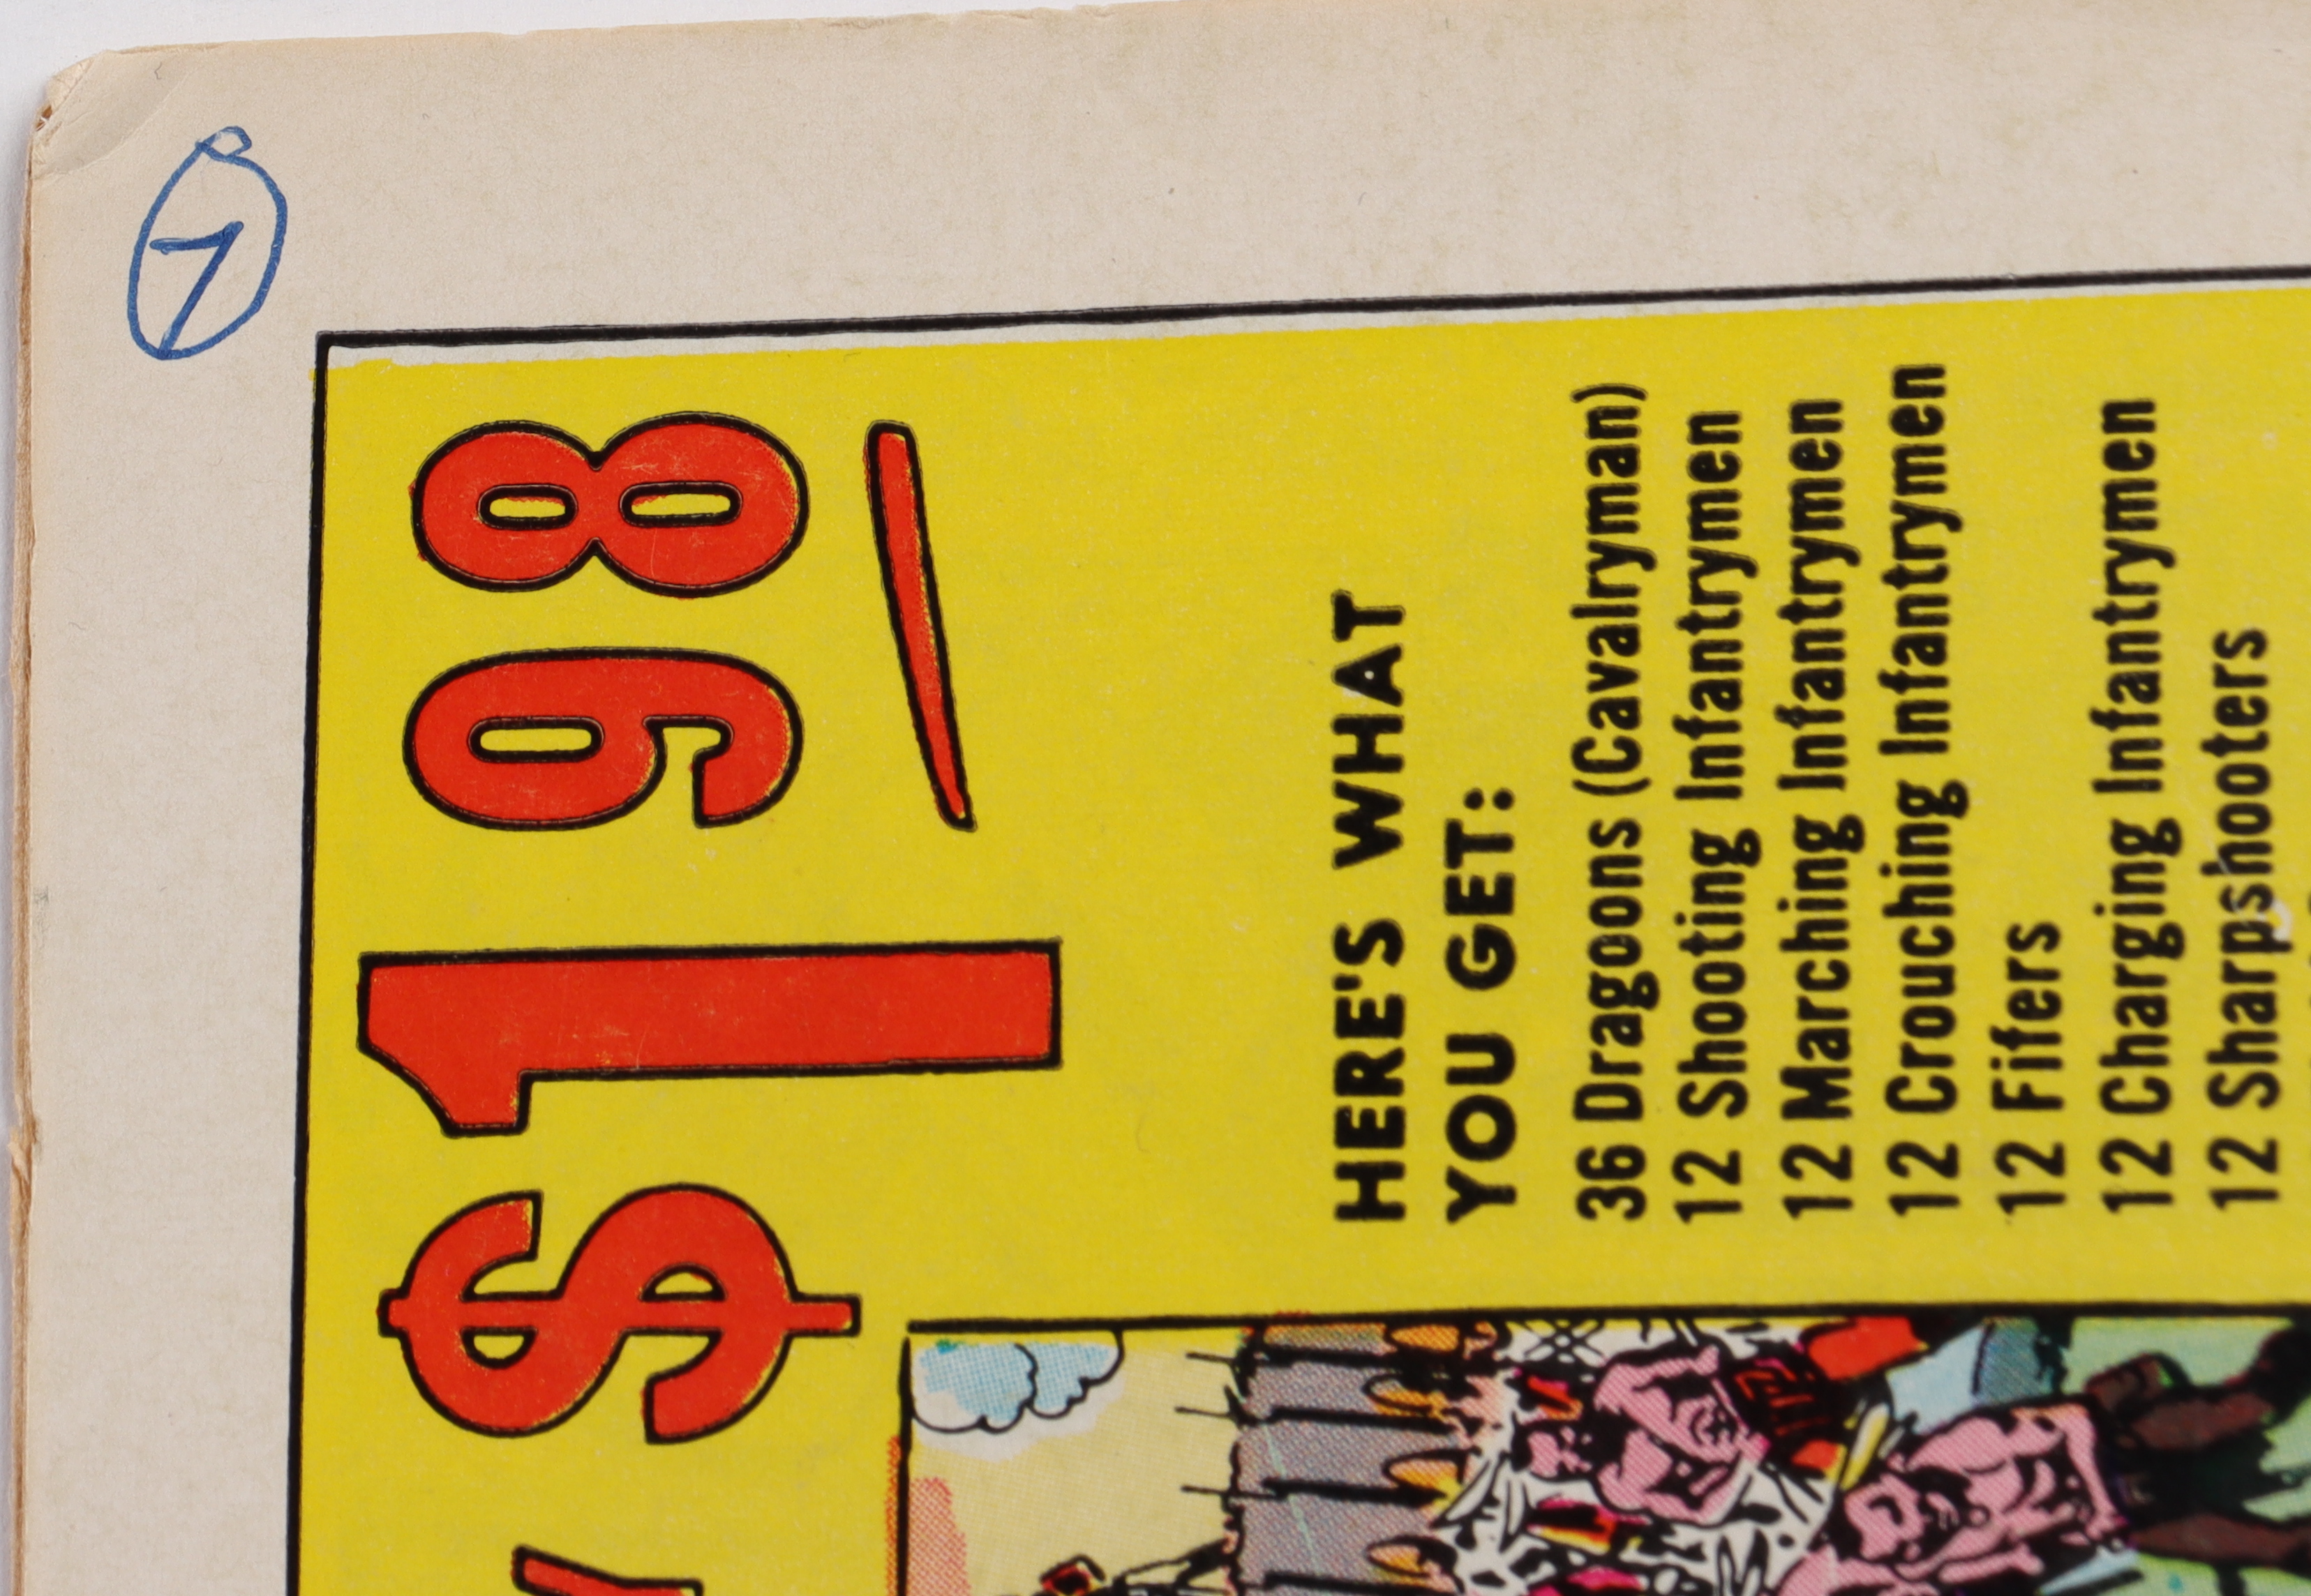 7
$1 98/
HERE'S WHAT
YOU GET:
36 Dragoons (Cavalryman)
12 Shooting Infantrymen
12 Marching Infantrymen
12 Crouching Infantrymen
12 Fifers
12 Charging Infantrymen
12 Sharpshooters